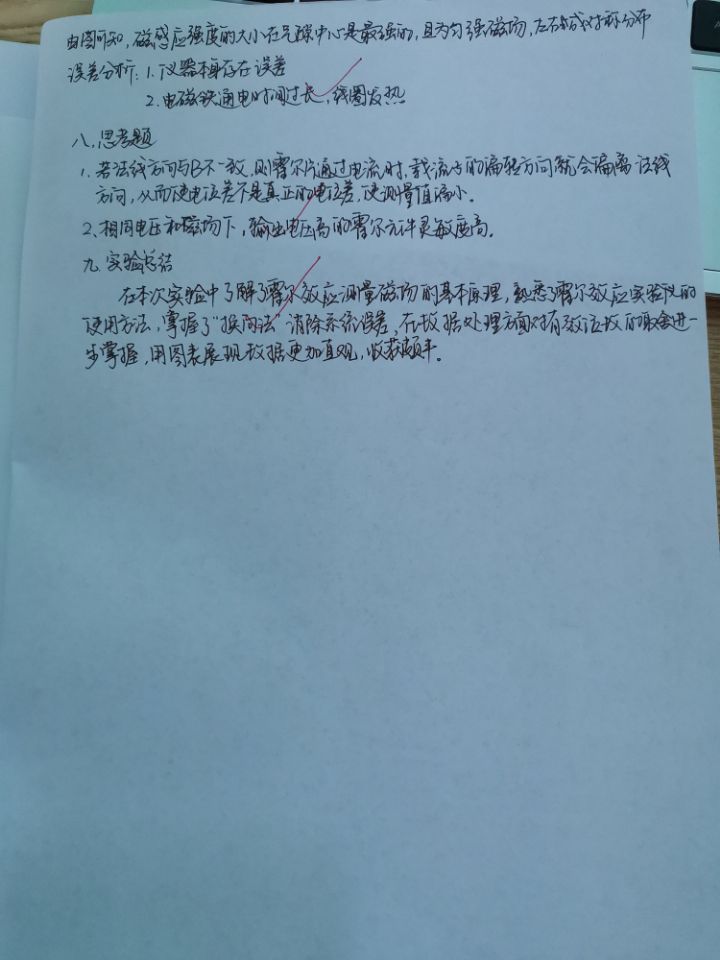 由图可知,磁感应强度的大小在气隙中心是最强的,且为匀强磁场,左右成对称分布
误差分析:1.仪器本身存在误差
2.电磁铁通电时间过长,线圈发热
八.思考题
1.若法线方向与B不一致,则霍尔片通过电流时,载流子的偏转方向就会偏离法线
方向,从而使电位差不是真正的电位差,使测量值偏小。
2.相同电压和磁场下,输出电压高的霍尔元件灵敏度高。
九.实验总结
在本次实验中了解了霍尔效应测量磁场的基本原理,熟悉了霍尔效应实验仪的
使用方法,掌握了"换向法"消除系统误差,在数据处理方面对有效位数的取舍进一
步掌握,用图表展现数据更加直观,收获颇丰。